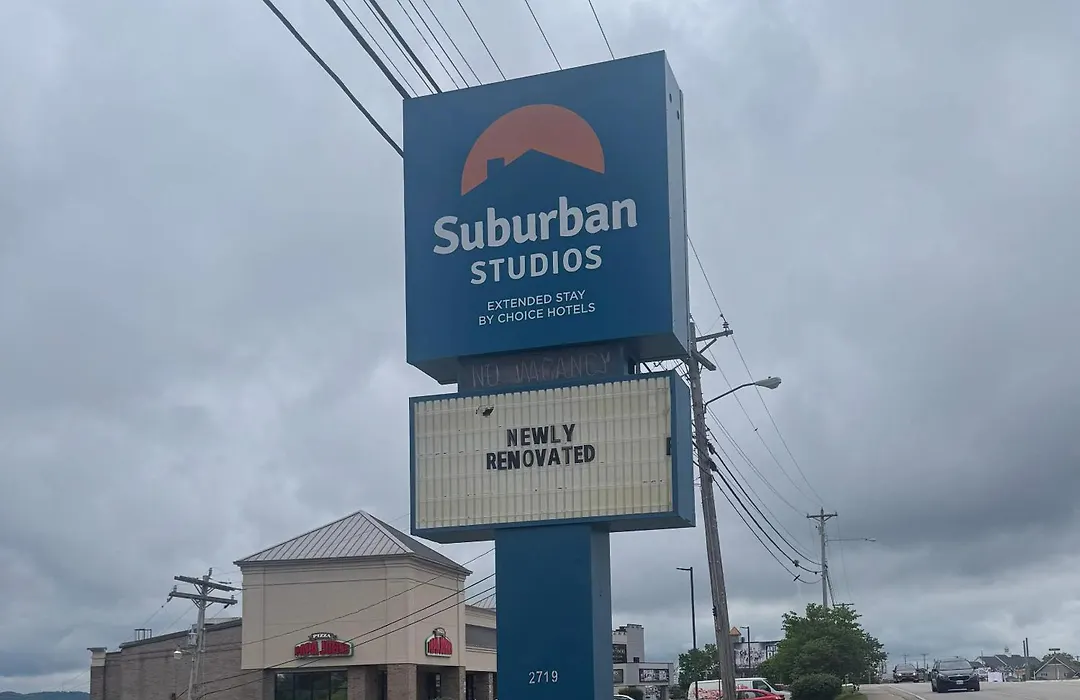 Suburban
STUDIOS
EXTENDED STAY
BY CHOICE HOTELS
NO VACANCY
NEWLY
RENOVATED
2719
PIZZA
PAPA JOHNS